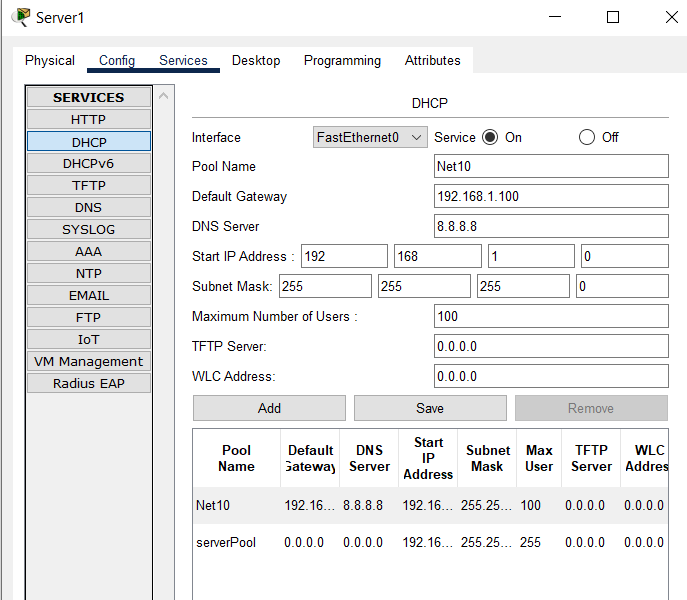 Server1
Physical Config Services Desktop Programming Attributes
SERVICES
HTTP
DHCP
DHCPv6
TFTP
DNS
SYSLOG
AAA
NTP
EMAIL
FTP
IoT
VM Management
Radius EAP
DHCP
Interface FastEthernet0 Service On Off
Pool Name Net10
Default Gateway 192.168.1.100
DNS Server 8.8.8.8
Start IP Address : 192 168 1 0
Subnet Mask: 255 255 255 0
Maximum Number of Users : 100
TFTP Server: 0.0.0.0
WLC Address: 0.0.0.0
Add Save Remove
Pool Name Default Gateway DNS Server Start IP Address Subnet Mask Max User TFTP Server WLC Addres
Net10 192.16... 8.8.8.8 192.16... 255.25... 100 0.0.0.0 0.0.0.0
serverPool 0.0.0.0 0.0.0.0 192.16... 255.25... 255 0.0.0.0 0.0.0.0